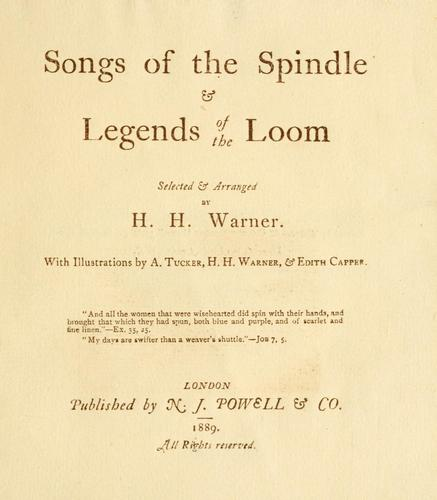 Songs of the Spindle
&
Legends of the Loom
Selected & Arranged
BY
H. H. Warner.
With Illustrations by A. Tucker, H. H. Warner, & Edith Capper.
"And all the women that were wisehearted did spin with their hands, and
brought that which they had spun, both blue and purple, and of scarlet and
fine linen."—Ex. 35, 25.
"My days are swifter than a weaver's shuttle."—Job 7, 5.
LONDON
Published by N. J. POWELL & CO.
1889.
All Rights reserved.